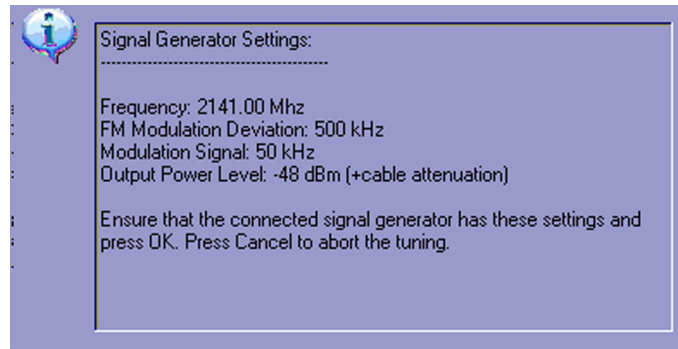 Signal Generator Settings:
--------------------------------------------
Frequency: 2141.00 Mhz
FM Modulation Deviation: 500 kHz
Modulation Signal: 50 kHz
Output Power Level: -48 dBm (+cable attenuation)
Ensure that the connected signal generator has these settings and
press OK. Press Cancel to abort the tuning.